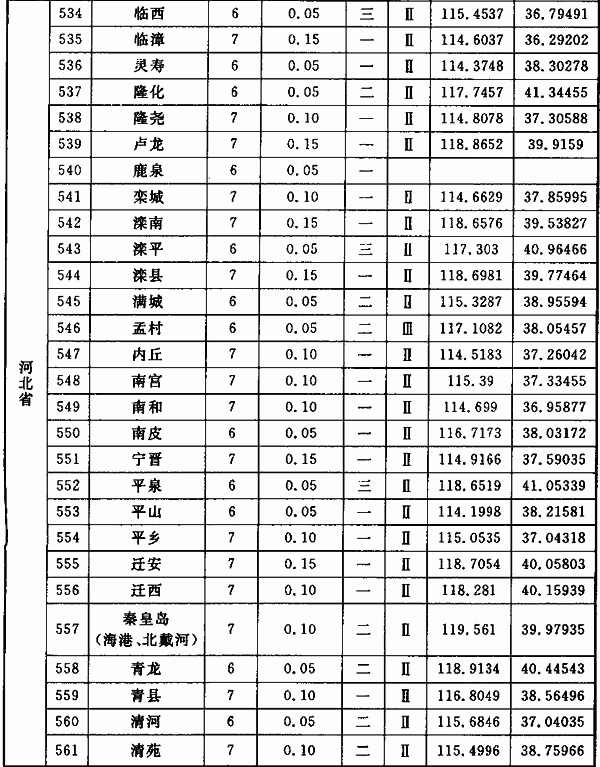 河北省
534 临西 6 0.05 三 Ⅱ 115.4537 36.79491
535 临漳 7 0.15 一 Ⅱ 114.6037 36.29202
536 灵寿 6 0.05 一 Ⅱ 114.3748 38.30278
537 隆化 6 0.05 二 Ⅱ 117.7457 41.34455
538 隆尧 7 0.10 一 Ⅱ 114.8078 37.30588
539 卢龙 7 0.15 一 Ⅱ 118.8652 39.9159
540 鹿泉 6 0.05 一
541 栾城 7 0.10 一 Ⅱ 114.6629 37.85995
542 滦南 7 0.15 一 Ⅱ 118.6576 39.53827
543 滦平 6 0.05 三 Ⅱ 117.303 40.96466
544 滦县 7 0.15 一 Ⅱ 118.6981 39.77464
545 满城 6 0.05 二 Ⅱ 115.3287 38.95594
546 孟村 6 0.05 二 Ⅲ 117.1082 38.05457
547 内丘 7 0.10 一 Ⅱ 114.5183 37.26042
548 南宫 7 0.10 一 Ⅱ 115.39 37.33455
549 南和 7 0.10 一 Ⅱ 114.699 36.95877
550 南皮 6 0.05 一 Ⅱ 116.7173 38.03172
551 宁晋 7 0.15 一 Ⅱ 114.9166 37.59035
552 平泉 6 0.05 三 Ⅱ 118.6519 41.05339
553 平山 6 0.05 一 Ⅱ 114.1998 38.21581
554 平乡 7 0.10 一 Ⅱ 115.0535 37.04318
555 迁安 7 0.15 一 Ⅱ 118.7054 40.05803
556 迁西 7 0.10 一 Ⅱ 118.281 40.15939
557 秦皇岛 7 0.10 二 Ⅱ 119.561 39.97935
（海港、北戴河）
558 青龙 6 0.05 二 Ⅱ 118.9134 40.44543
559 青县 7 0.10 一 Ⅱ 116.8049 38.56496
560 清河 6 0.05 二 Ⅱ 115.6846 37.04035
561 清苑 7 0.10 二 Ⅱ 115.4996 38.75966